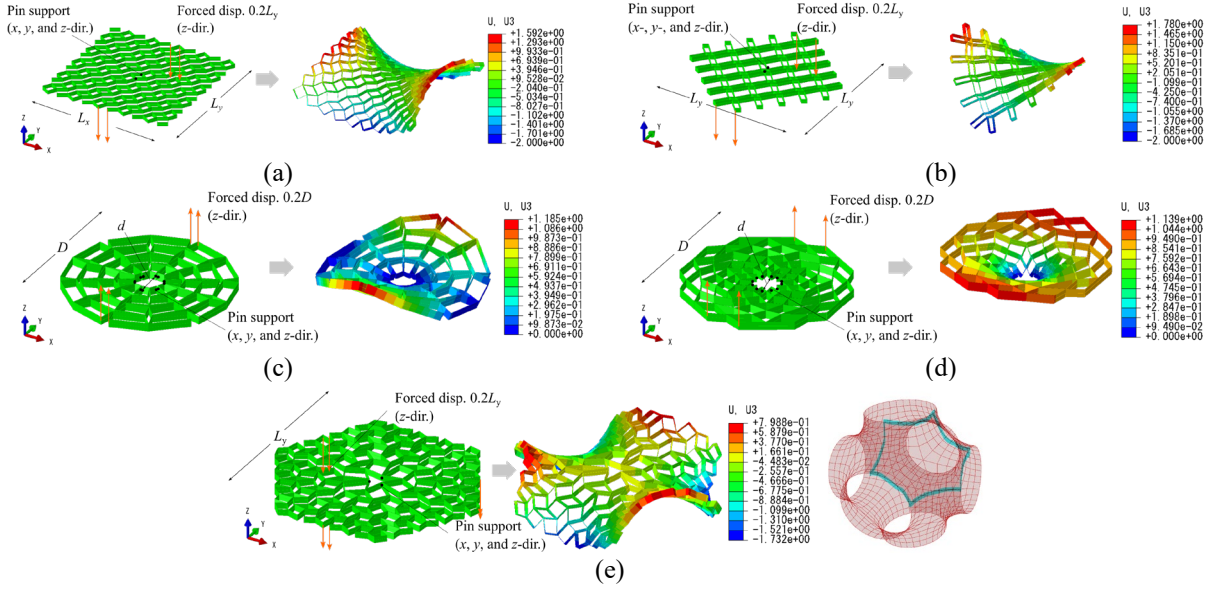 Pin support
(x, y, and z-dir.)
Forced disp. 0.2Ly
(z-dir.)
Lx
Ly
Z
Y
X
U, U3
+1.592e+00
+1.293e+00
+9.933e-01
+6.939e-01
+3.946e-01
+9.528e-02
-2.040e-01
-5.034e-01
-8.027e-01
-1.102e+00
-1.401e+00
-1.701e+00
-2.000e+00
(a)
Pin support
(x-, y-, and z-dir.)
Forced disp. 0.2Ly
(z-dir.)
Ly
Ly
Z
Y
X
U, U3
+1.780e+00
+1.465e+00
+1.150e+00
+8.351e-01
+5.201e-01
+2.051e-01
-1.099e-01
-4.250e-01
-7.400e-01
-1.055e+00
-1.370e+00
-1.685e+00
-2.000e+00
(b)
Forced disp. 0.2D
(z-dir.)
D
d
Pin support
(x, y, and z-dir.)
Z
Y
X
U, U3
+1.185e+00
+1.086e+00
+9.873e-01
+8.886e-01
+7.899e-01
+6.911e-01
+5.924e-01
+4.937e-01
+3.949e-01
+2.962e-01
+1.975e-01
+9.873e-02
+0.000e+00
(c)
Forced disp. 0.2D
(z-dir.)
D
d
Pin support
(x, y, and z-dir.)
Z
Y
X
U, U3
+1.139e+00
+1.044e+00
+9.490e-01
+8.541e-01
+7.592e-01
+6.643e-01
+5.694e-01
+4.745e-01
+3.796e-01
+2.847e-01
+1.898e-01
+9.490e-02
+0.000e+00
(d)
Forced disp. 0.2Ly
(z-dir.)
Ly
Pin support
(x, y, and z-dir.)
Z
Y
X
U, U3
+7.988e-01
+5.879e-01
+3.770e-01
+1.661e-01
-4.483e-02
-2.557e-01
-4.666e-01
-6.775e-01
-8.884e-01
-1.099e+00
-1.310e+00
-1.521e+00
-1.732e+00
(e)